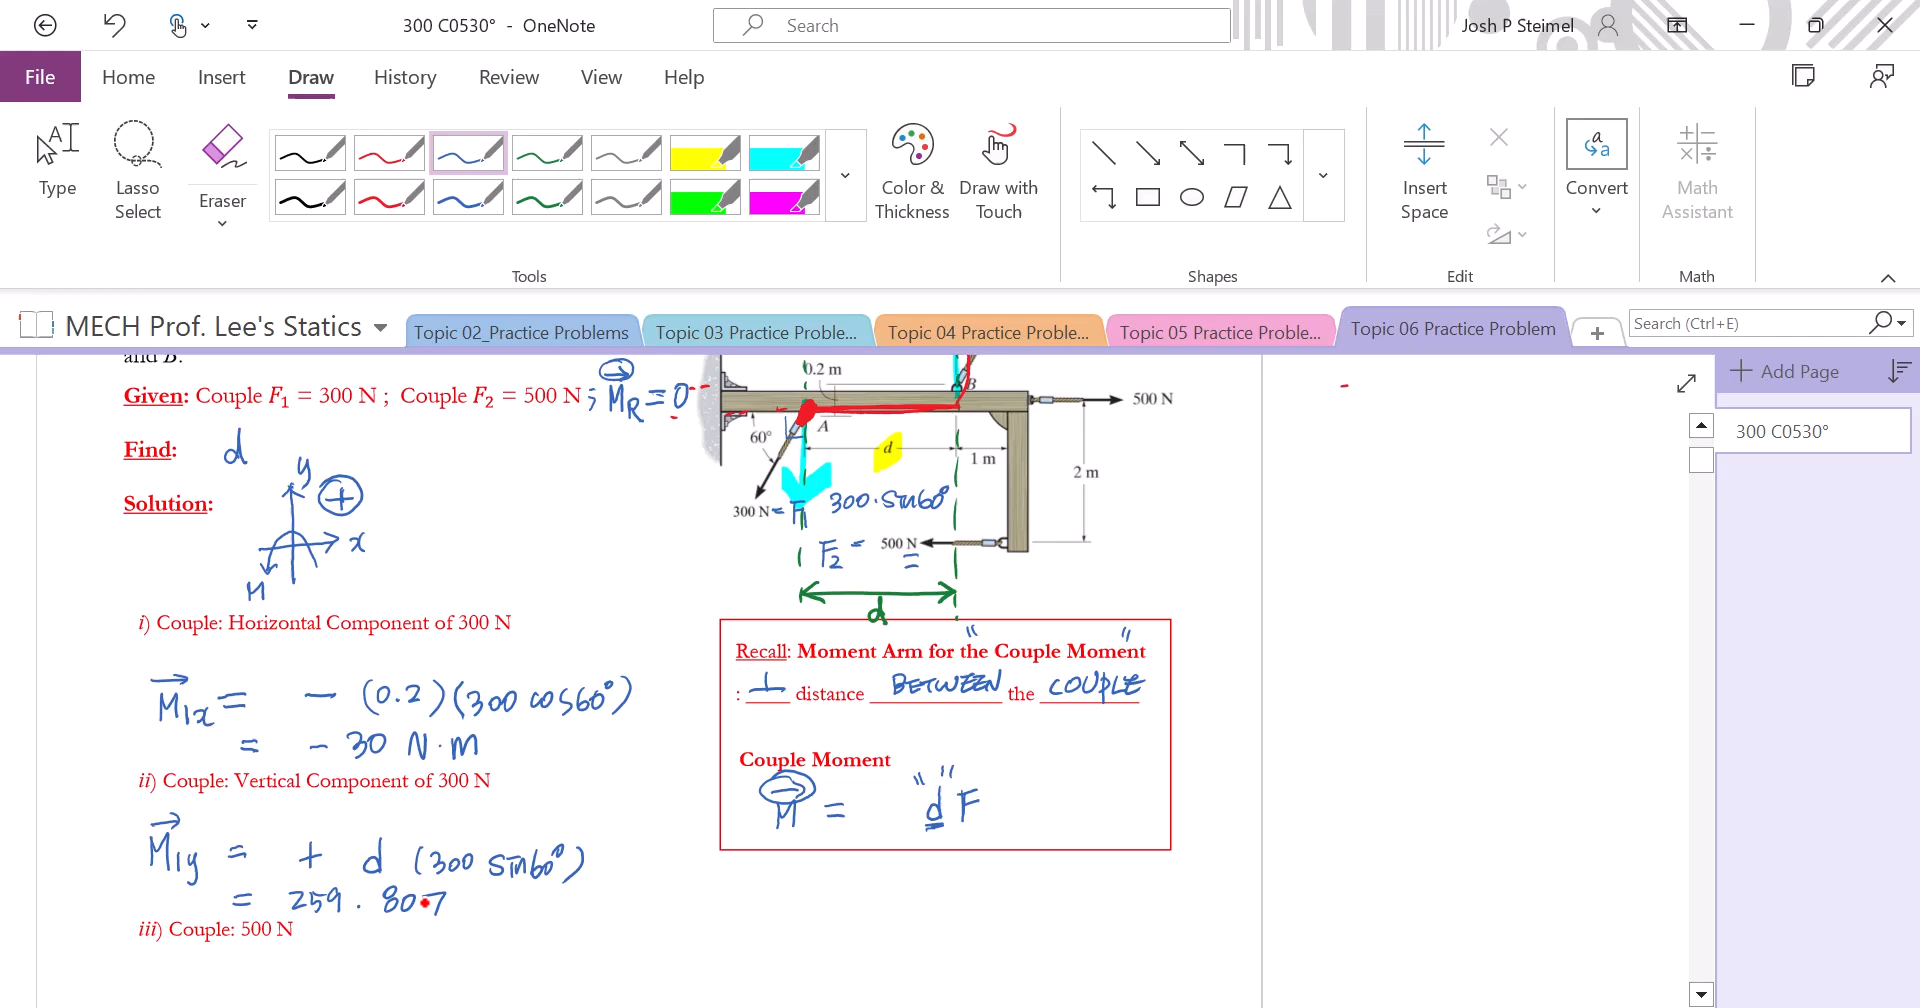 300 C0530° - OneNote
Search
Josh P Steimel
File
Home
Insert
Draw
History
Review
View
Help
Type
Lasso
Select
Eraser
Color &
Thickness
Draw with
Touch
Insert
Space
Convert
Math
Assistant
Tools
Shapes
Edit
Math
MECH Prof. Lee's Statics
Topic 02_Practice Problems
Topic 03 Practice Proble...
Topic 04 Practice Proble...
Topic 05 Practice Proble...
Topic 06 Practice Problem
+
Search (Ctrl+E)
Add Page
300 C0530°
and B.
Given: Couple F₁ = 300 N ; Couple F₂ = 500 N ; M_R = 0
Find: d
Solution:
y
+
x
M
0.2 m
B
500 N
A
60°
d
1 m
2 m
300 N = F₁ 300·sin60°
F₂ = 500 N
d
i) Couple: Horizontal Component of 300 N
M₁ₓ = - (0.2)(300 cos60°)
= - 30 N·m
ii) Couple: Vertical Component of 300 N
M₁y = + d (300 sin60°)
= 259.807
iii) Couple: 500 N
Recall: Moment Arm for the "Couple Moment"
: ⊥ distance BETWEEN the COUPLE
Couple Moment
M = "d" F